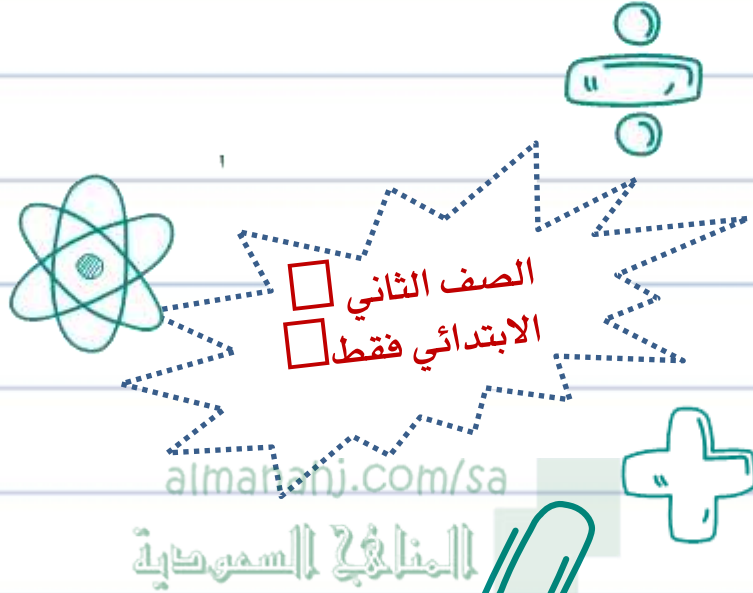 الصف الثاني
الابتدائي فقط
almanahj.com/sa
المناهج السعودية